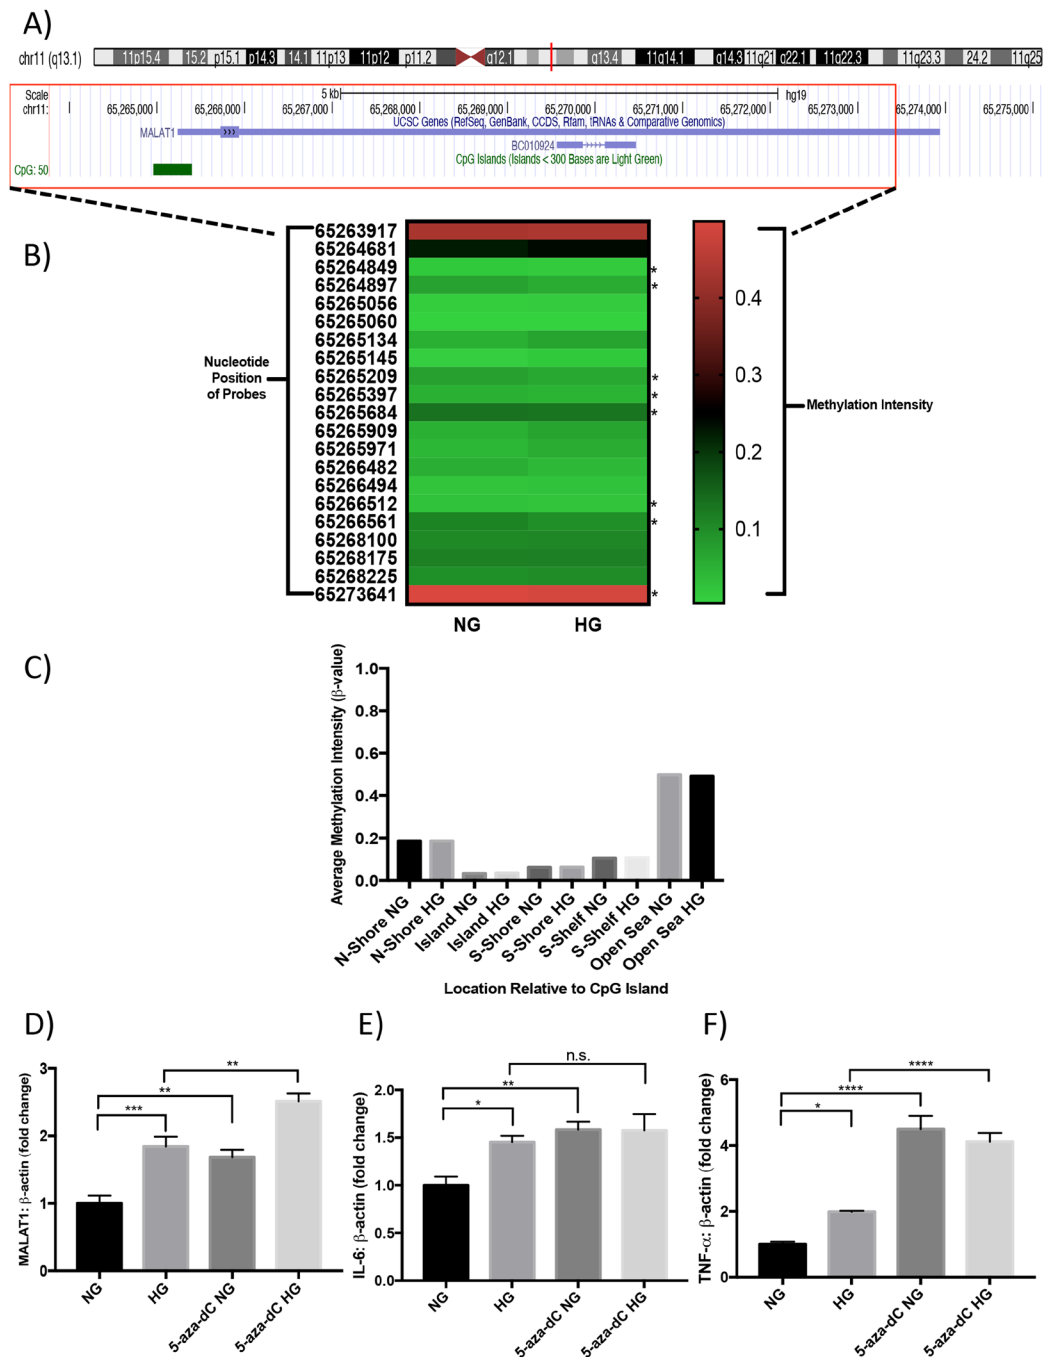 A)
chr11 (q13.1)
11p15.4 15.2 p15.1 p14.3 14.1 11p13 11p12 p11.2 q12.1 q13.4 11q14.1 q14.3 11q21 q22.1 11q22.3 11q23.3 24.2 11q25
Scale 5 kb hg19
chr11: 65,265,000 65,266,000 65,267,000 65,268,000 65,269,000 65,270,000 65,271,000 65,272,000 65,273,000 65,274,000 65,275,000
UCSC Genes (RefSeq, GenBank, CCDS, Rfam, tRNAs & Comparative Genomics)
MALAT1
BC010924
CpG Islands (Islands < 300 Bases are Light Green)
CpG: 50
B)
Nucleotide
Position
of Probes
65263917
65264681
65264849 *
65264897 *
65265056
65265060
65265134
65265145
65265209 *
65265397 *
65265684 *
65265909
65265971
65266482
65266494
65266512 *
65266561 *
65268100
65268175
65268225
65273641 *
NG HG
0.4
0.3
0.2
0.1
Methylation Intensity
C)
Average Methylation Intensity (β-value)
1.0
0.8
0.6
0.4
0.2
0.0
N-Shore NG
N-Shore HG
Island NG
Island HG
S-Shore NG
S-Shore HG
S-Shelf NG
S-Shelf HG
Open Sea NG
Open Sea HG
Location Relative to CpG Island
D)
MALAT1: β-actin (fold change)
3
2
1
0
**
**
***
NG
HG
5-aza-dC NG
5-aza-dC HG
E)
IL-6: β-actin (fold change)
2.0
1.5
1.0
0.5
0.0
n.s.
**
*
NG
HG
5-aza-dC NG
5-aza-dC HG
F)
TNF-α: β-actin (fold change)
6
4
2
0
****
****
*
NG
HG
5-aza-dC NG
5-aza-dC HG